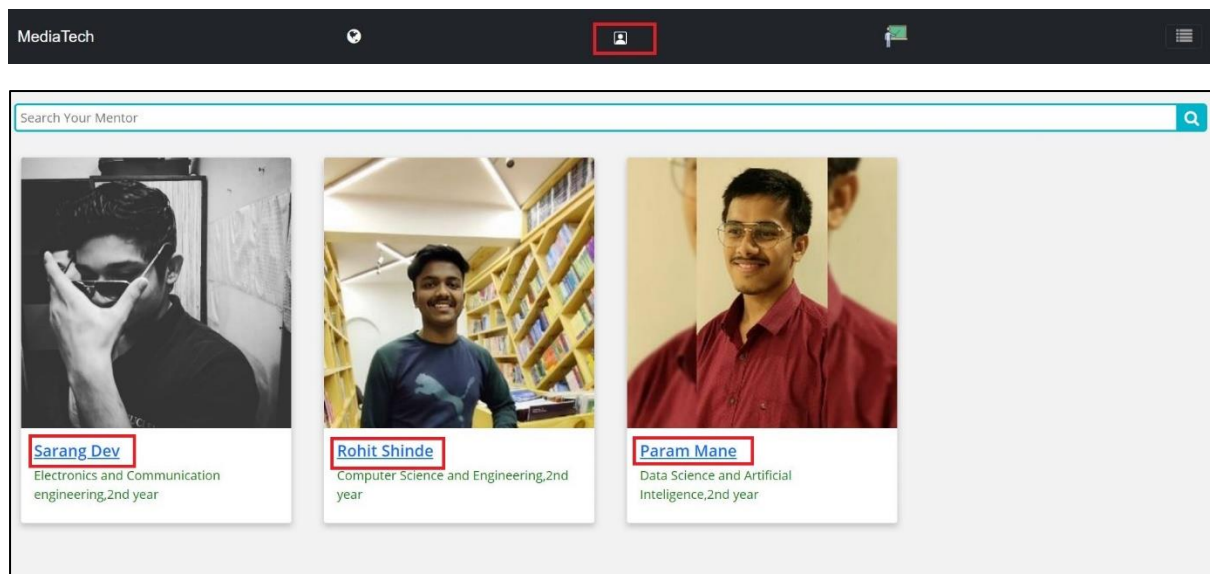 MediaTech
Search Your Mentor
Sarang Dev
Electronics and Communication
engineering,2nd year
Rohit Shinde
Computer Science and Engineering,2nd
year
Param Mane
Data Science and Artificial
Inteligence,2nd year